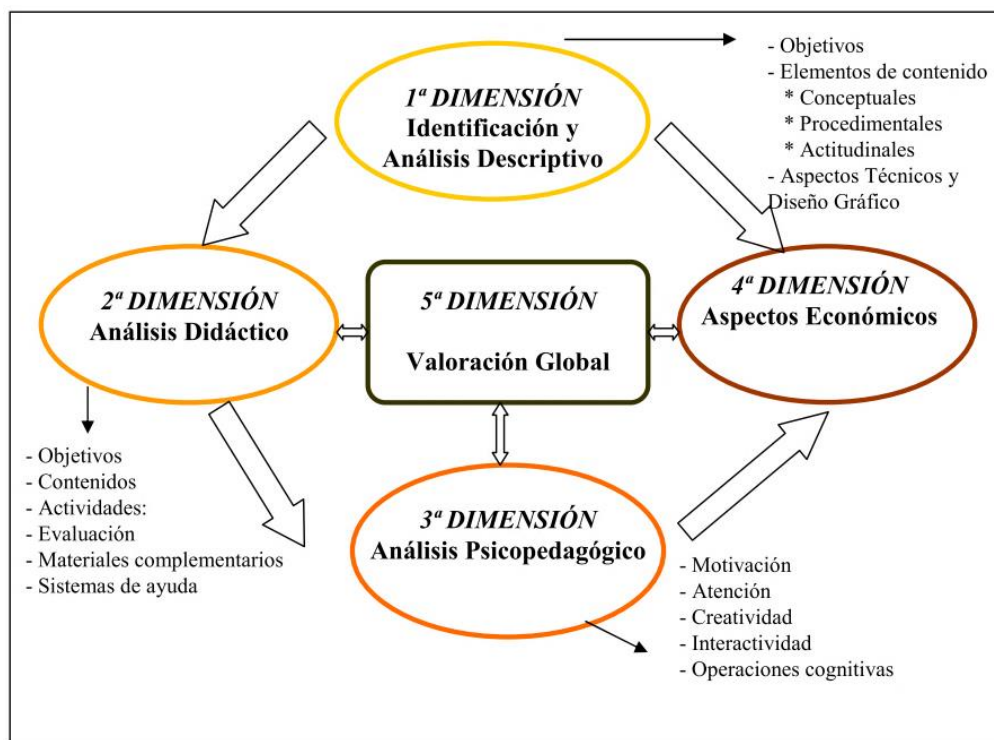 1ª DIMENSIÓN
Identificación y
Análisis Descriptivo
- Objetivos
- Elementos de contenido
* Conceptuales
* Procedimentales
* Actitudinales
- Aspectos Técnicos y
Diseño Gráfico
2ª DIMENSIÓN
Análisis Didáctico
5ª DIMENSIÓN
Valoración Global
4ª DIMENSIÓN
Aspectos Económicos
- Objetivos
- Contenidos
- Actividades:
- Evaluación
- Materiales complementarios
- Sistemas de ayuda
3ª DIMENSIÓN
Análisis Psicopedagógico
- Motivación
- Atención
- Creatividad
- Interactividad
- Operaciones cognitivas